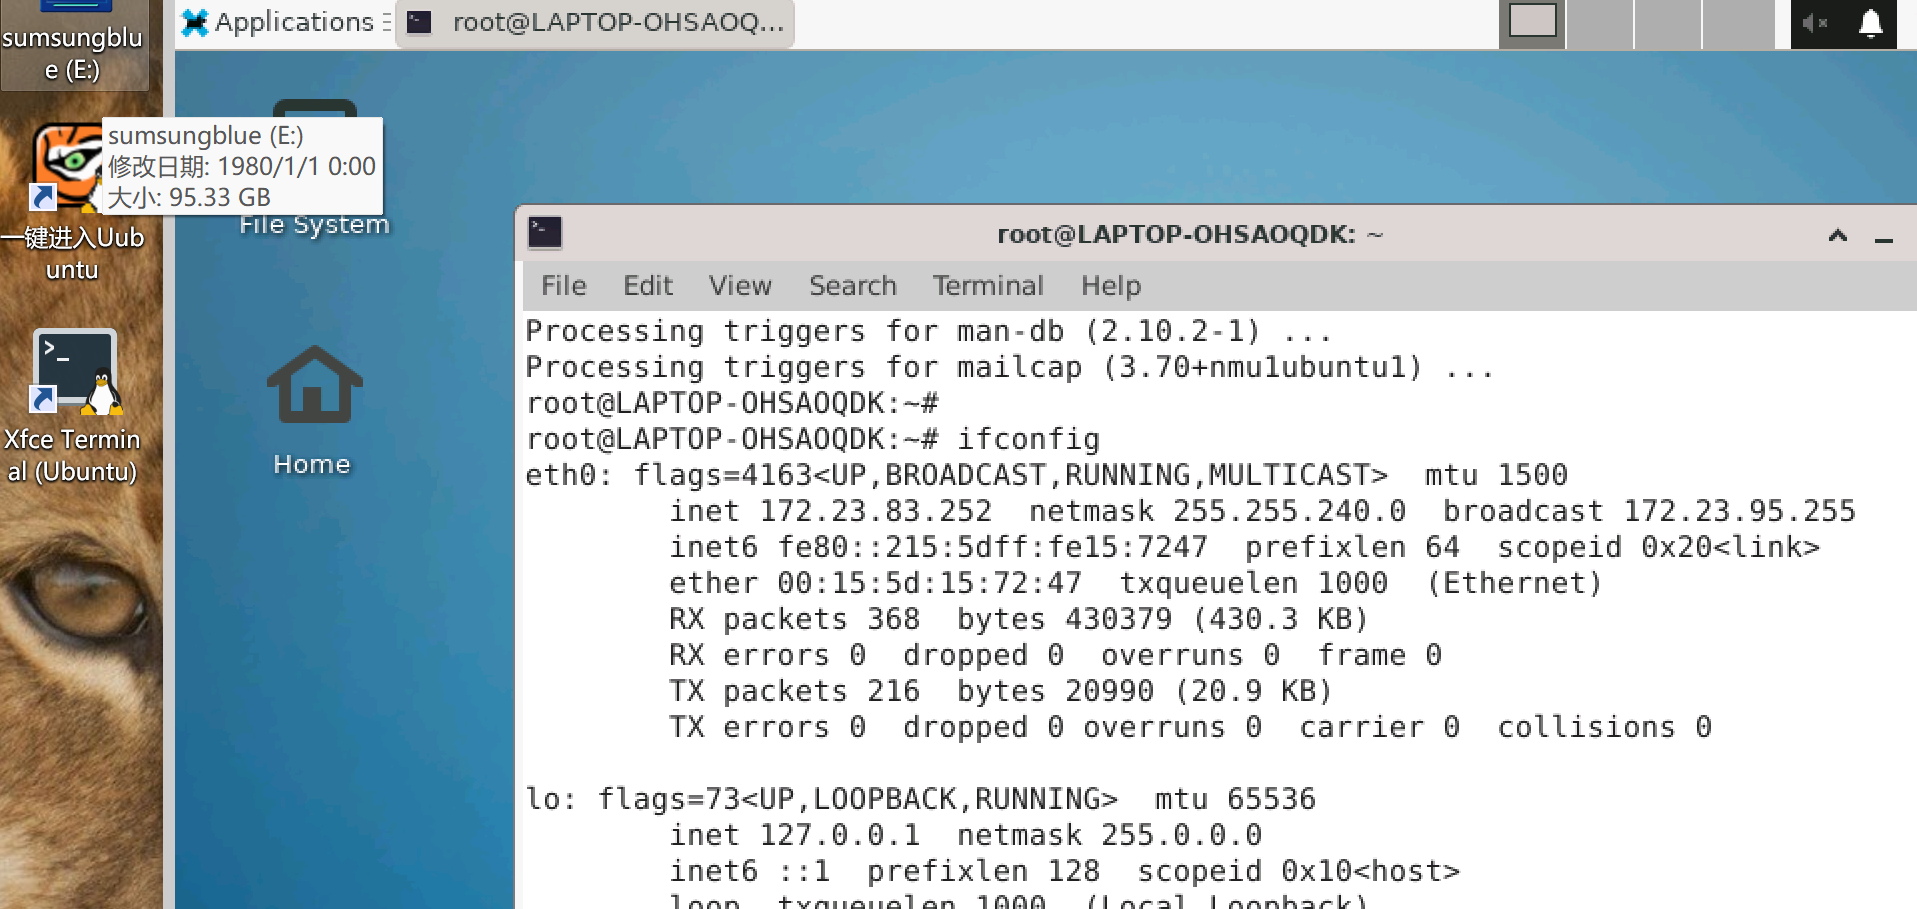 sumsungblu
e (E:)
sumsungblue (E:)
修改日期: 1980/1/1 0:00
大小: 95.33 GB
一键进入Uub
untu
Xfce Termin
al (Ubuntu)
Applications
root@LAPTOP-OHSAOQ...
File System
Home
root@LAPTOP-OHSAOQDK: ~
File Edit View Search Terminal Help
Processing triggers for man-db (2.10.2-1) ...
Processing triggers for mailcap (3.70+nmu1ubuntu1) ...
root@LAPTOP-OHSAOQDK:~#
root@LAPTOP-OHSAOQDK:~# ifconfig
eth0: flags=4163<UP,BROADCAST,RUNNING,MULTICAST>  mtu 1500
        inet 172.23.83.252  netmask 255.255.240.0  broadcast 172.23.95.255
        inet6 fe80::215:5dff:fe15:7247  prefixlen 64  scopeid 0x20<link>
        ether 00:15:5d:15:72:47  txqueuelen 1000  (Ethernet)
        RX packets 368  bytes 430379 (430.3 KB)
        RX errors 0  dropped 0  overruns 0  frame 0
        TX packets 216  bytes 20990 (20.9 KB)
        TX errors 0  dropped 0 overruns 0  carrier 0  collisions 0
lo: flags=73<UP,LOOPBACK,RUNNING>  mtu 65536
        inet 127.0.0.1  netmask 255.0.0.0
        inet6 ::1  prefixlen 128  scopeid 0x10<host>
        loop  txqueuelen 1000  (Local Loopback)